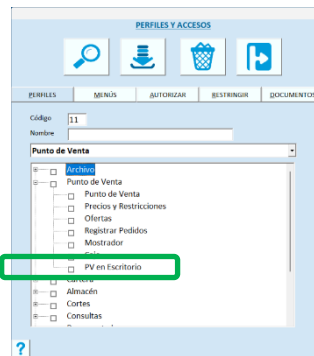 PERFILES Y ACCESOS
PERFILES MENÚS AUTORIZAR RESTRINGIR DOCUMENTOS
Código 11
Nombre
Punto de Venta
Archivo
Punto de Venta
Punto de Venta
Precios y Restricciones
Ofertas
Registrar Pedidos
Mostrador
PV en Escritorio
Cartera
Almacén
Cortes
Consultas
?